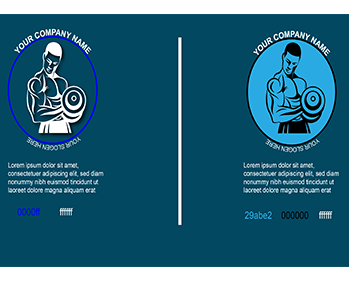 YOUR COMPANY NAME
YOUR SLOGEN HERE
Lorem ipsum dolor sit amet,
consectetuer adipiscing elit, sed diam
nonummy nibh euismod tincidunt ut
laoreet dolore magna aliquam erat
0000ff ffffff
YOUR COMPANY NAME
YOUR SLOGEN HERE
Lorem ipsum dolor sit amet,
consectetuer adipiscing elit, sed diam
nonummy nibh euismod tincidunt ut
laoreet dolore magna aliquam erat
29abe2 000000 ffffff